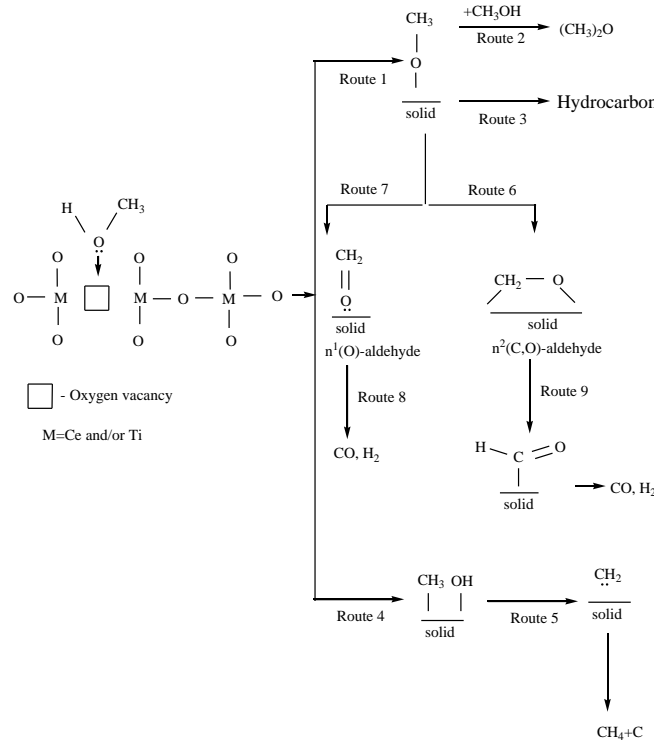 CH₃
O
solid
Route 1
+CH₃OH
Route 2
(CH₃)₂O
Route 3
Hydrocarbon
Route 7
Route 6
H
CH₃
O
O
O
O
M
M
O
M
O
O
O
O
CH₂
O
solid
n¹(O)-aldehyde
CH₂
O
solid
n²(C,O)-aldehyde
- Oxygen vacancy
M=Ce and/or Ti
Route 8
CO, H₂
Route 9
H
C
O
solid
CO, H₂
Route 4
CH₃ OH
solid
Route 5
CH₂
solid
CH₄+C